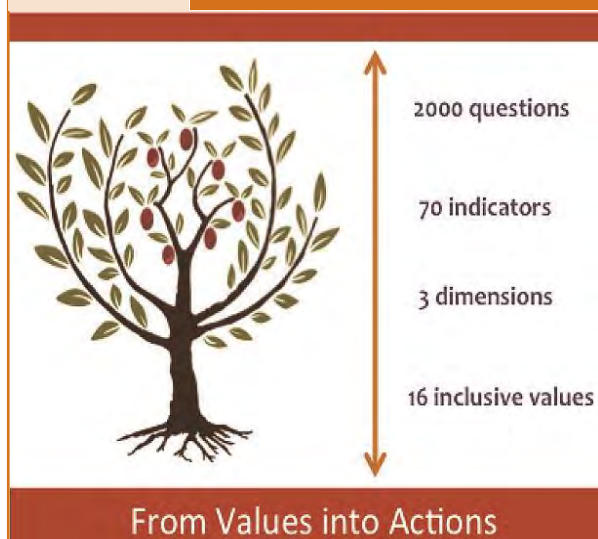 2000 questions
70 indicators
3 dimensions
16 inclusive values
From Values into Actions